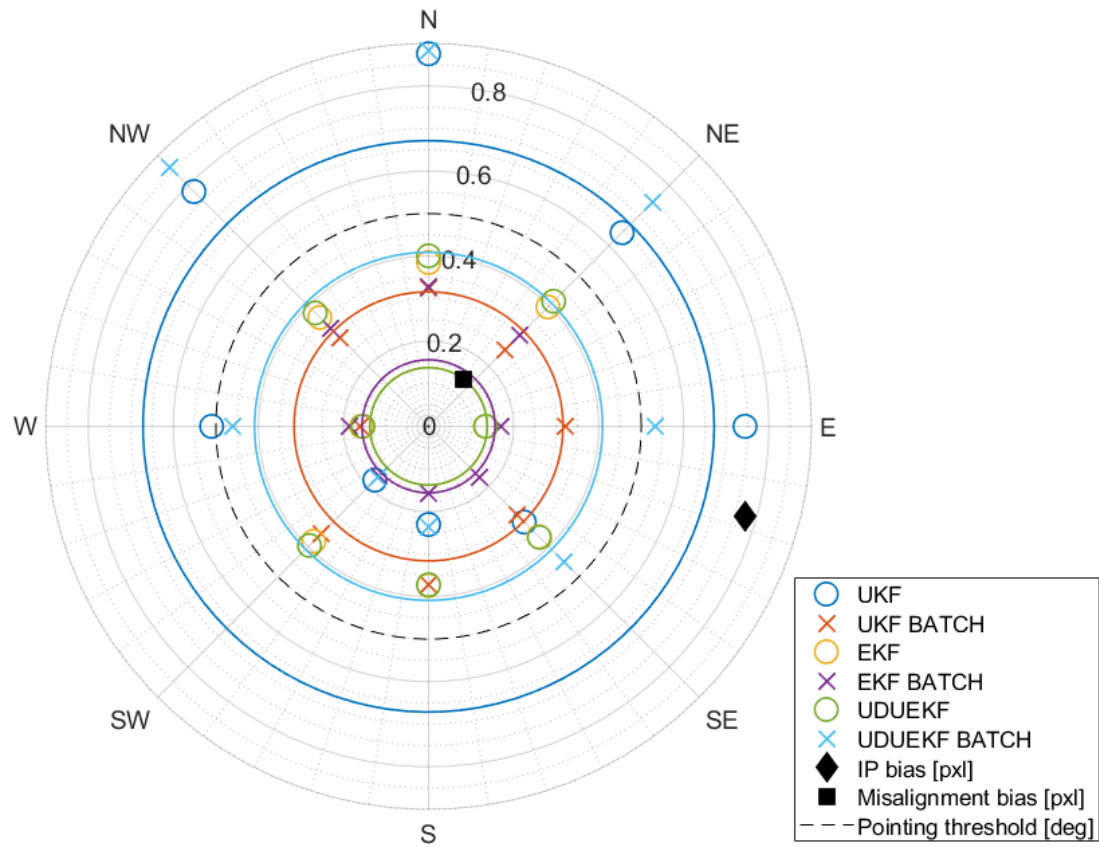 N
0.8
NW
NE
0.6
0.4
0.2
W
0
E
SW
SE
S
UKF
UKF BATCH
EKF
EKF BATCH
UDUEKF
UDUEKF BATCH
IP bias [pxl]
Misalignment bias [pxl]
Pointing threshold [deg]